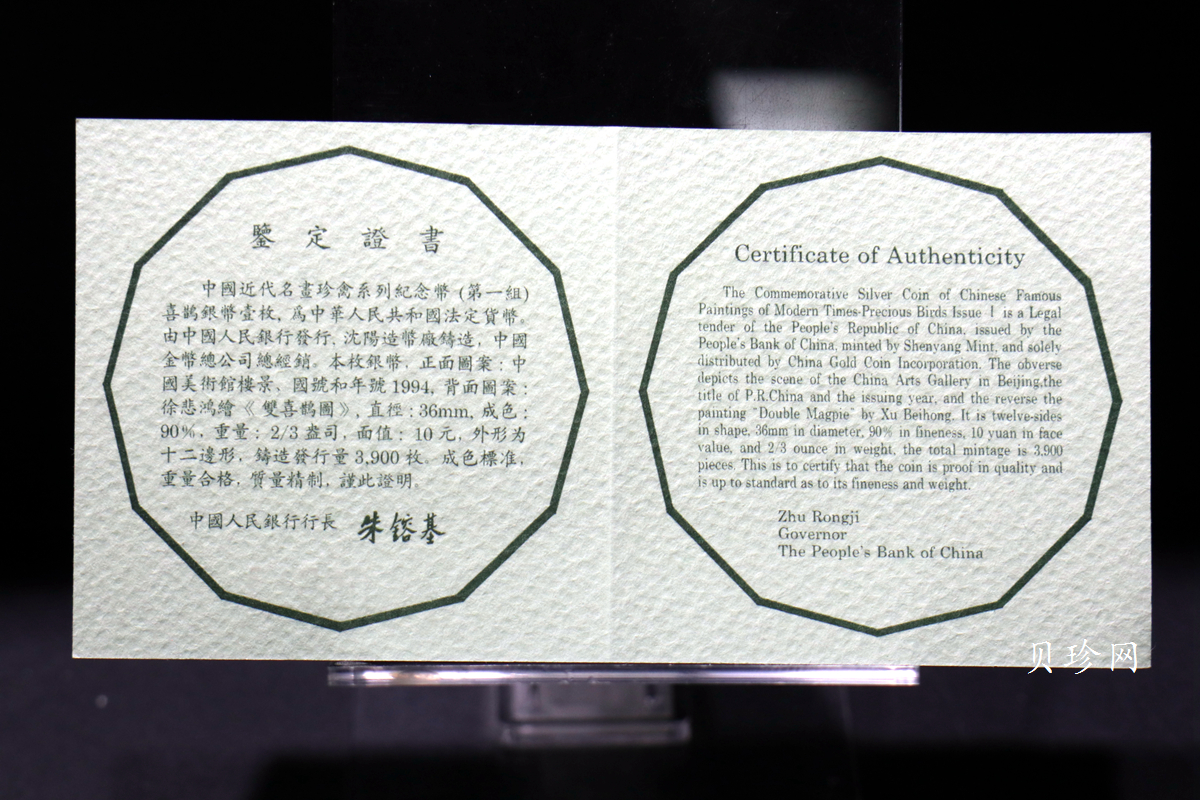 鑒定證書
中國近代名畫珍禽系列紀念幣(第一組)
喜鵲銀幣壹枚，爲中華人民共和國法定貨幣。
由中國人民銀行發行，沈陽造幣廠鑄造，中國
金幣總公司總經銷。本枚銀幣，正面圖案：中
國美術館樓景，國號和年號1994，背面圖案：
徐悲鴻繪《雙喜鵲圖》，直徑：36mm，成色：
90%，重量：2/3盎司，面值：10元，外形为
十二邊形，鑄造發行量3,900枚。成色標准，
重量合格，質量精制，謹此證明。
中國人民銀行行長 朱鎔基
Certificate of Authenticity
The Commemorative Silver Coin of Chinese Famous
Paintings of Modern Times-Precious Birds Issue I is a Legal
tender of the People's Republic of China, issued by the
People's Bank of China, minted by Shenyang Mint, and solely
distributed by China Gold Coin Incorporation. The obverse
depicts the scene of the China Arts Gallery in Beijing,the
title of P.R.China and the issuing year, and the reverse the
painting "Double Magpie" by Xu Beihong. It is twelve-sides
in shape, 36mm in diameter, 90% in fineness, 10 yuan in face
value, and 2/3 ounce in weight, the total mintage is 3,900
pieces. This is to certify that the coin is proof in quality and
is up to standard as to its fineness and weight.
Zhu Rongji
Governor
The People's Bank of China
贝珍网